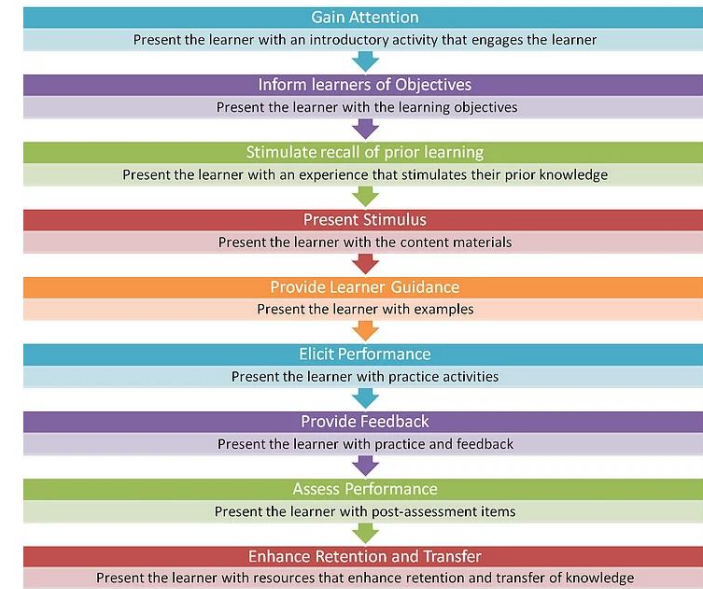 Gain Attention
Present the learner with an introductory activity that engages the learner
Inform learners of Objectives
Present the learner with the learning objectives
Stimulate recall of prior learning
Present the learner with an experience that stimulates their prior knowledge
Present Stimulus
Present the learner with the content materials
Provide Learner Guidance
Present the learner with examples
Elicit Performance
Present the learner with practice activities
Provide Feedback
Present the learner with practice and feedback
Assess Performance
Present the learner with post-assessment items
Enhance Retention and Transfer
Present the learner with resources that enhance retention and transfer of knowledge